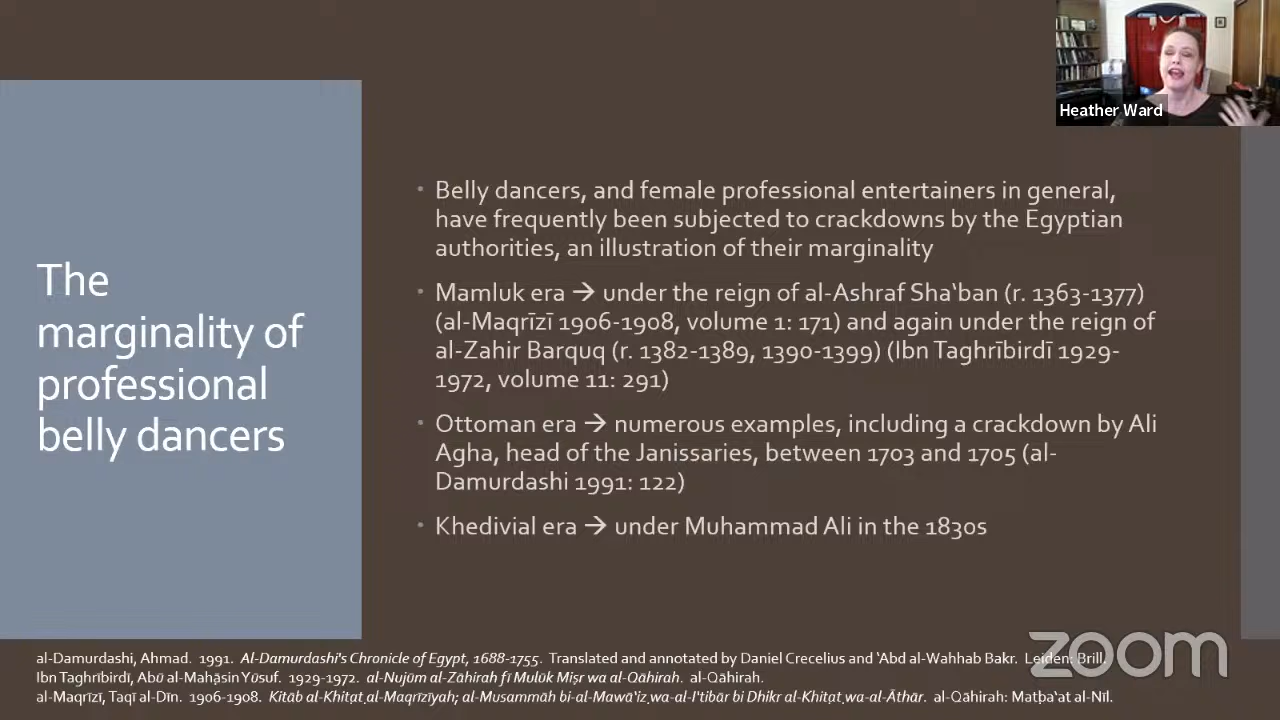 Heather Ward
The
marginality of
professional
belly dancers
• Belly dancers, and female professional entertainers in general,
have frequently been subjected to crackdowns by the Egyptian
authorities, an illustration of their marginality
• Mamluk era → under the reign of al-Ashraf Sha‘ban (r. 1363-1377)
(al-Maqrīzī 1906-1908, volume 1: 171) and again under the reign of
al-Zahir Barquq (r. 1382-1389, 1390-1399) (Ibn Taghrībirdī 1929-
1972, volume 11: 291)
• Ottoman era → numerous examples, including a crackdown by Ali
Agha, head of the Janissaries, between 1703 and 1705 (al-
Damurdashi 1991: 122)
• Khedivial era → under Muhammad Ali in the 1830s
al-Damurdashi, Ahmad. 1991. Al-Damurdashi's Chronicle of Egypt, 1688-1755. Translated and annotated by Daniel Crecelius and ‘Abd al-Wahhab Bakr. Leiden: Brill.
Ibn Taghrībirdī, Abū al-Maḥāsin Yūsuf. 1929-1972. al-Nujūm al-Zāhirah fī Mulūk Miṣr wa al-Qāhirah. al-Qāhirah.
al-Maqrīzī, Taqī al-Dīn. 1906-1908. Kitāb al-Khiṭaṭ al-Maqrīzīyah; al-Musammāh bi-al-Mawā‘iẓ wa-al-I‘tibār bi Dhikr al-Khiṭaṭ wa-al-Āthār. al-Qāhirah: Maṭba‘at al-Nīl.
zoom